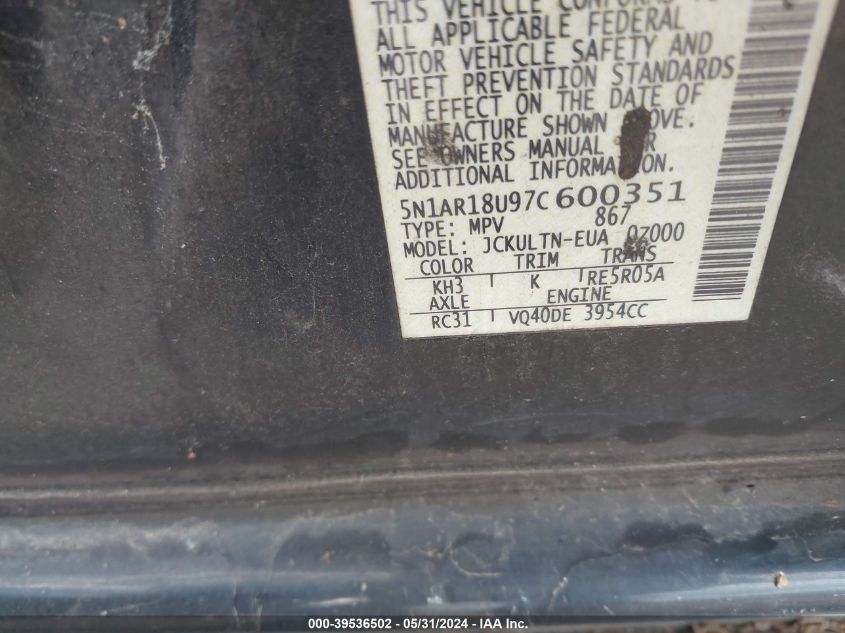 THIS VEHICLE CONFORMS TO
ALL APPLICABLE FEDERAL
MOTOR VEHICLE SAFETY AND
THEFT PREVENTION STANDARDS
IN EFFECT ON THE DATE OF
MANUFACTURE SHOWN ABOVE.
SEE OWNERS MANUAL FOR
ADDITIONAL INFORMATION.
5N1AR18U97C600351
TYPE: MPV 867
MODEL: JCKULTN-EUA 0Z000
COLOR TRIM TRANS
KH3 K RE5R05A
AXLE ENGINE
RC31 VQ40DE 3954CC
000-39536502 - 05/31/2024 - IAA Inc.